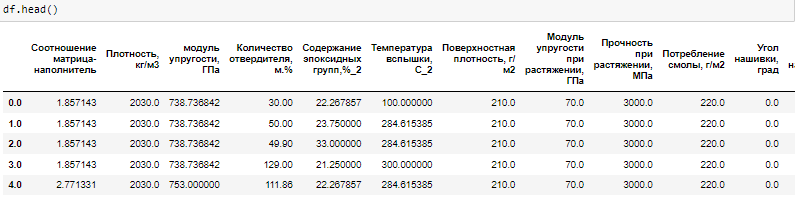 df.head()
Соотношение матрица-наполнитель Плотность, кг/м3 модуль упругости, ГПа Количество отвердителя, м.% Содержание эпоксидных групп,%_2 Температура вспышки, С_2 Поверхностная плотность, г/м2 Модуль упругости при растяжении, ГПа Прочность при растяжении, МПа Потребление смолы, г/м2 Угол нашивки, град
0.0 1.857143 2030.0 738.736842 30.00 22.267857 100.000000 210.0 70.0 3000.0 220.0 0.0
1.0 1.857143 2030.0 738.736842 50.00 23.750000 284.615385 210.0 70.0 3000.0 220.0 0.0
2.0 1.857143 2030.0 738.736842 49.90 33.000000 284.615385 210.0 70.0 3000.0 220.0 0.0
3.0 1.857143 2030.0 738.736842 129.00 21.250000 300.000000 210.0 70.0 3000.0 220.0 0.0
4.0 2.771331 2030.0 753.000000 111.86 22.267857 284.615385 210.0 70.0 3000.0 220.0 0.0